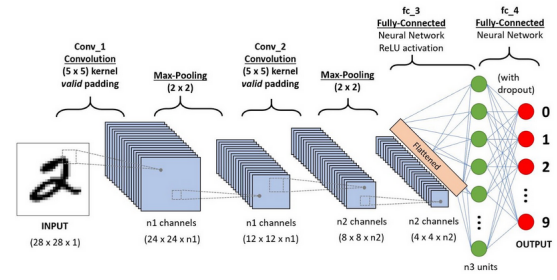 fc_3
Fully-Connected
Neural Network
ReLU activation
fc_4
Fully-Connected
Neural Network
Conv_1
Convolution
(5 x 5) kernel
valid padding
Max-Pooling
(2 x 2)
Conv_2
Convolution
(5 x 5) kernel
valid padding
Max-Pooling
(2 x 2)
(with
dropout)
Flattened
0
1
2
9
OUTPUT
2
INPUT
(28 x 28 x 1)
n1 channels
(24 x 24 x n1)
n1 channels
(12 x 12 x n1)
n2 channels
(8 x 8 x n2)
n2 channels
(4 x 4 x n2)
n3 units